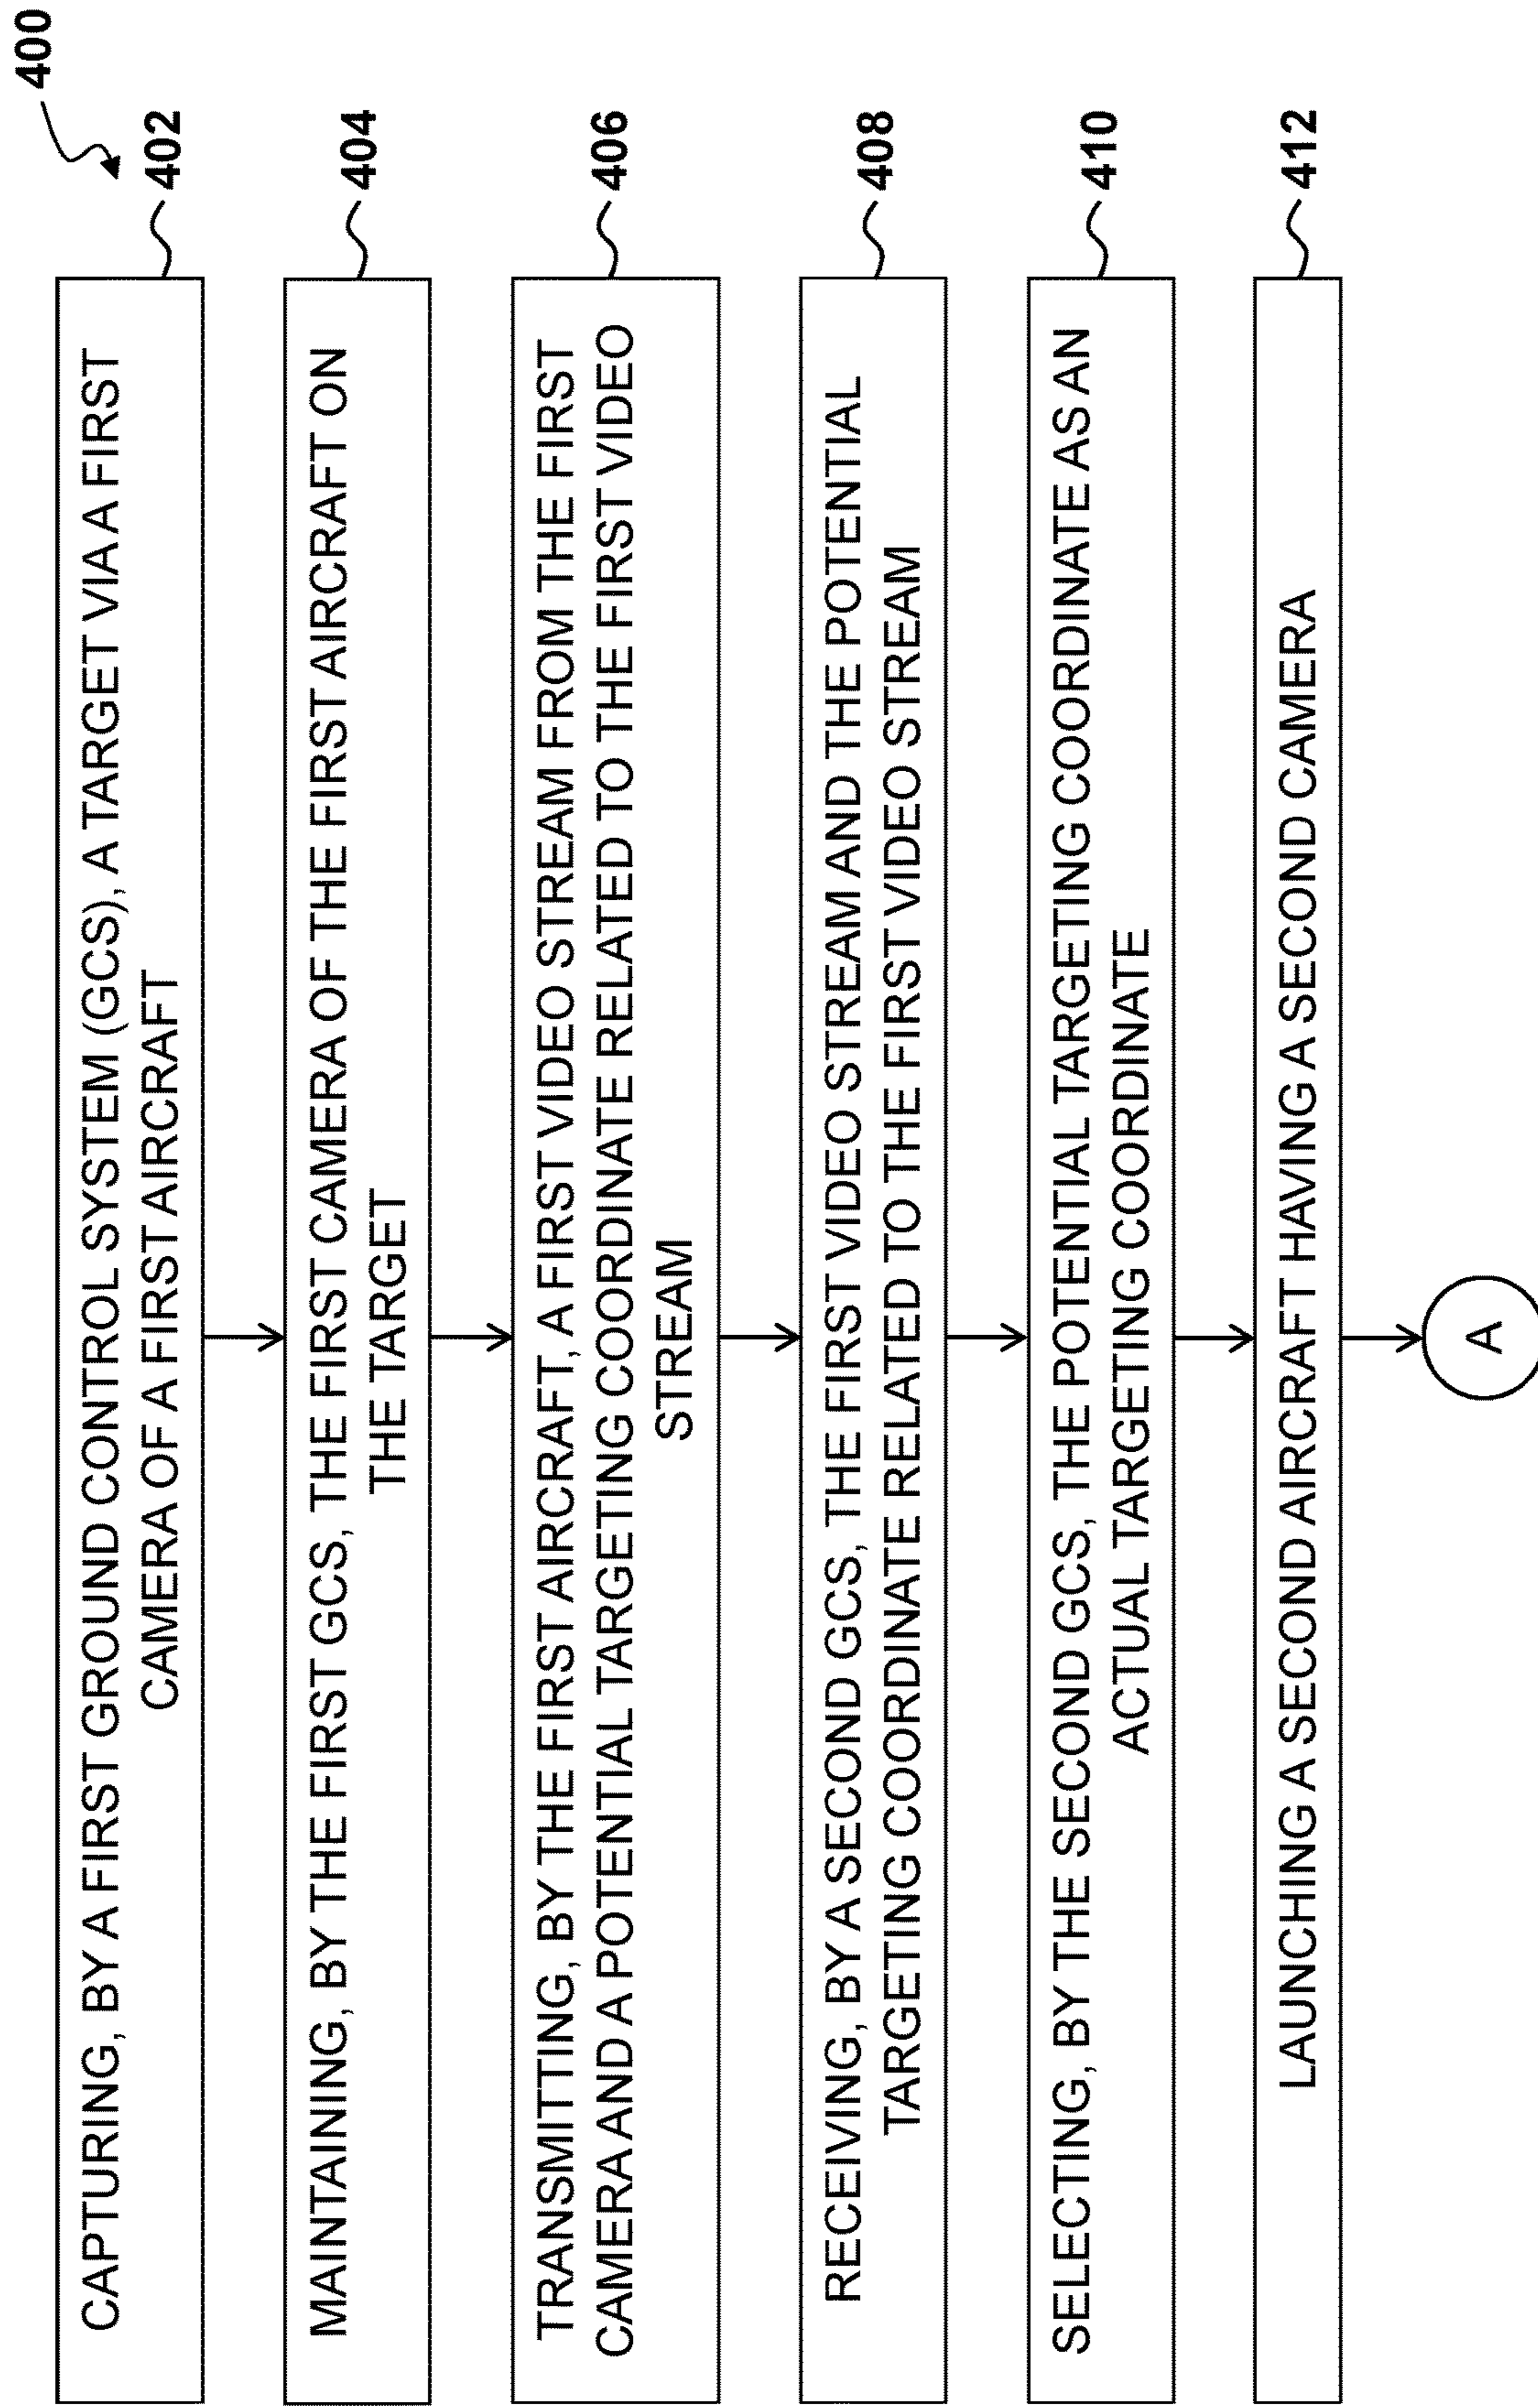 400
CAPTURING, BY A FIRST GROUND CONTROL SYSTEM (GCS), A TARGET VIA A FIRST
CAMERA OF A FIRST AIRCRAFT
402
MAINTAINING, BY THE FIRST GCS, THE FIRST CAMERA OF THE FIRST AIRCRAFT ON
THE TARGET
404
TRANSMITTING, BY THE FIRST AIRCRAFT, A FIRST VIDEO STREAM FROM THE FIRST
CAMERA AND A POTENTIAL TARGETING COORDINATE RELATED TO THE FIRST VIDEO
STREAM
406
RECEIVING, BY A SECOND GCS, THE FIRST VIDEO STREAM AND THE POTENTIAL
TARGETING COORDINATE RELATED TO THE FIRST VIDEO STREAM
408
SELECTING, BY THE SECOND GCS, THE POTENTIAL TARGETING COORDINATE AS AN
ACTUAL TARGETING COORDINATE
410
LAUNCHING A SECOND AIRCRAFT HAVING A SECOND CAMERA
412
A